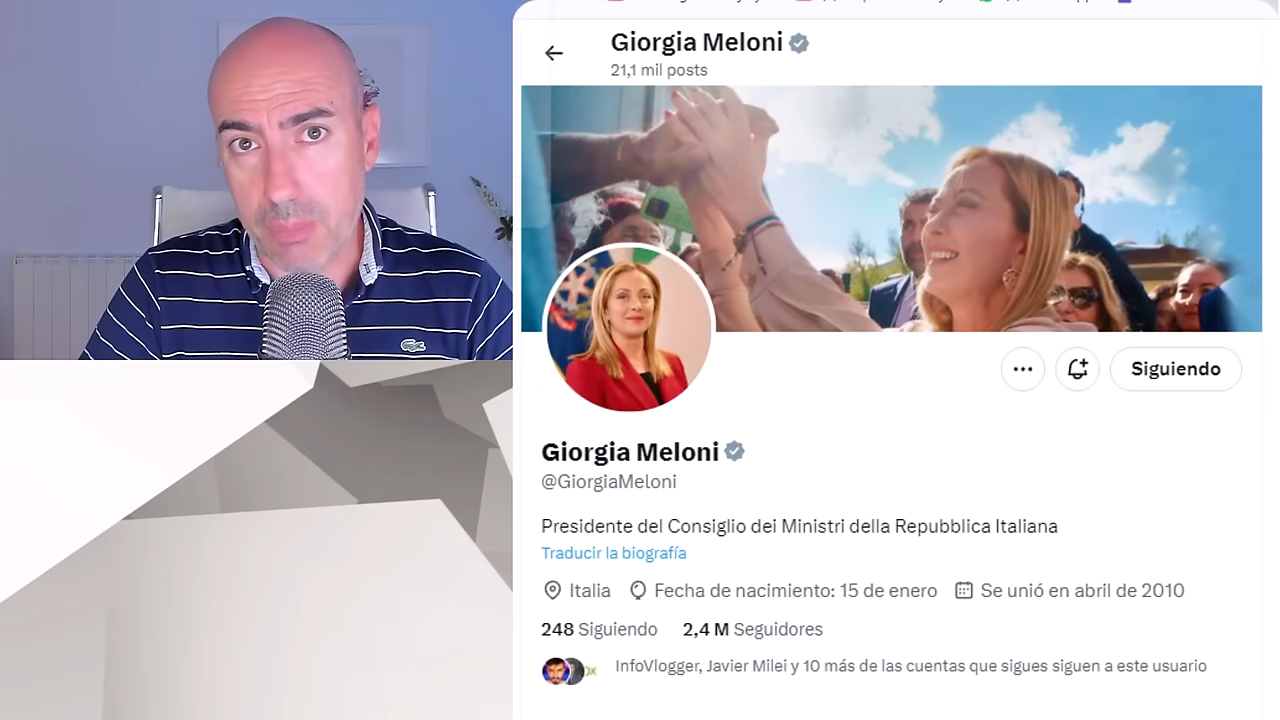 Giorgia Meloni
21,1 mil posts
Siguiendo
Giorgia Meloni
@GiorgiaMeloni
Presidente del Consiglio dei Ministri della Repubblica Italiana
Traducir la biografía
Italia Fecha de nacimiento: 15 de enero Se unió en abril de 2010
248 Siguiendo 2,4 M Seguidores
InfoVlogger, Javier Milei y 10 más de las cuentas que sigues siguen a este usuario